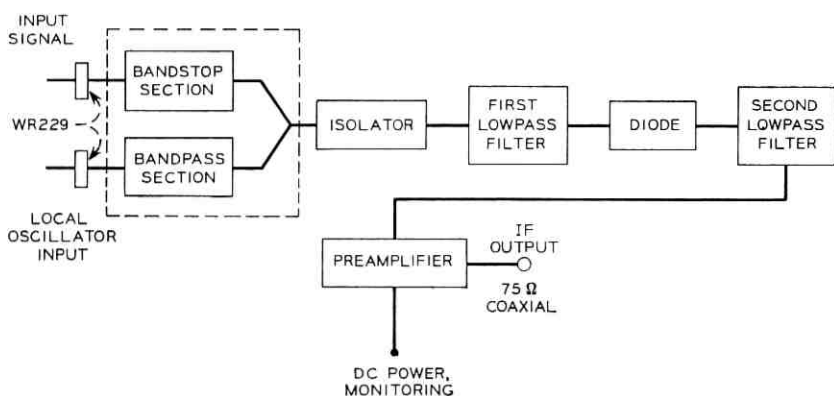 INPUT
SIGNAL
BANDSTOP
SECTION
WR229
BANDPASS
SECTION
LOCAL
OSCILLATOR
INPUT
ISOLATOR
FIRST
LOWPASS
FILTER
DIODE
SECOND
LOWPASS
FILTER
PREAMPLIFIER
IF
OUTPUT
75 Ω
COAXIAL
DC POWER,
MONITORING